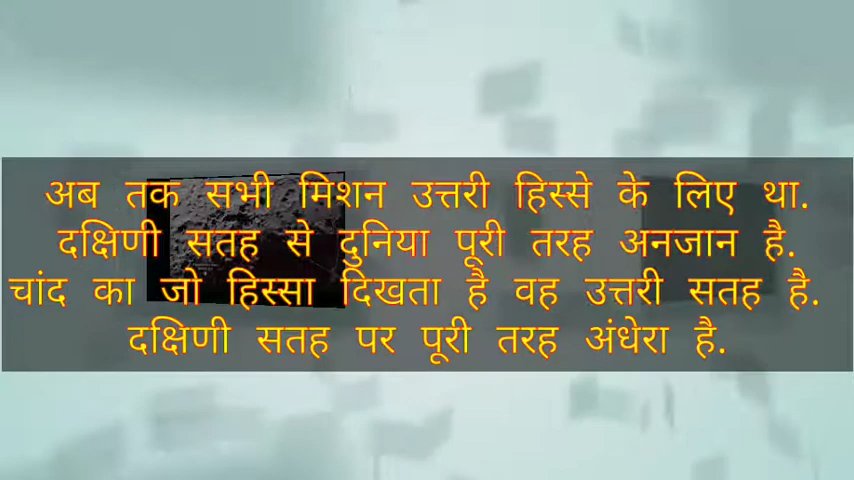 अब तक सभी मिशन उत्तरी हिस्से के लिए था.
दक्षिणी सतह से दुनिया पूरी तरह अनजान है.
चांद का जो हिस्सा दिखता है वह उत्तरी सतह है.
दक्षिणी सतह पर पूरी तरह अंधेरा है.